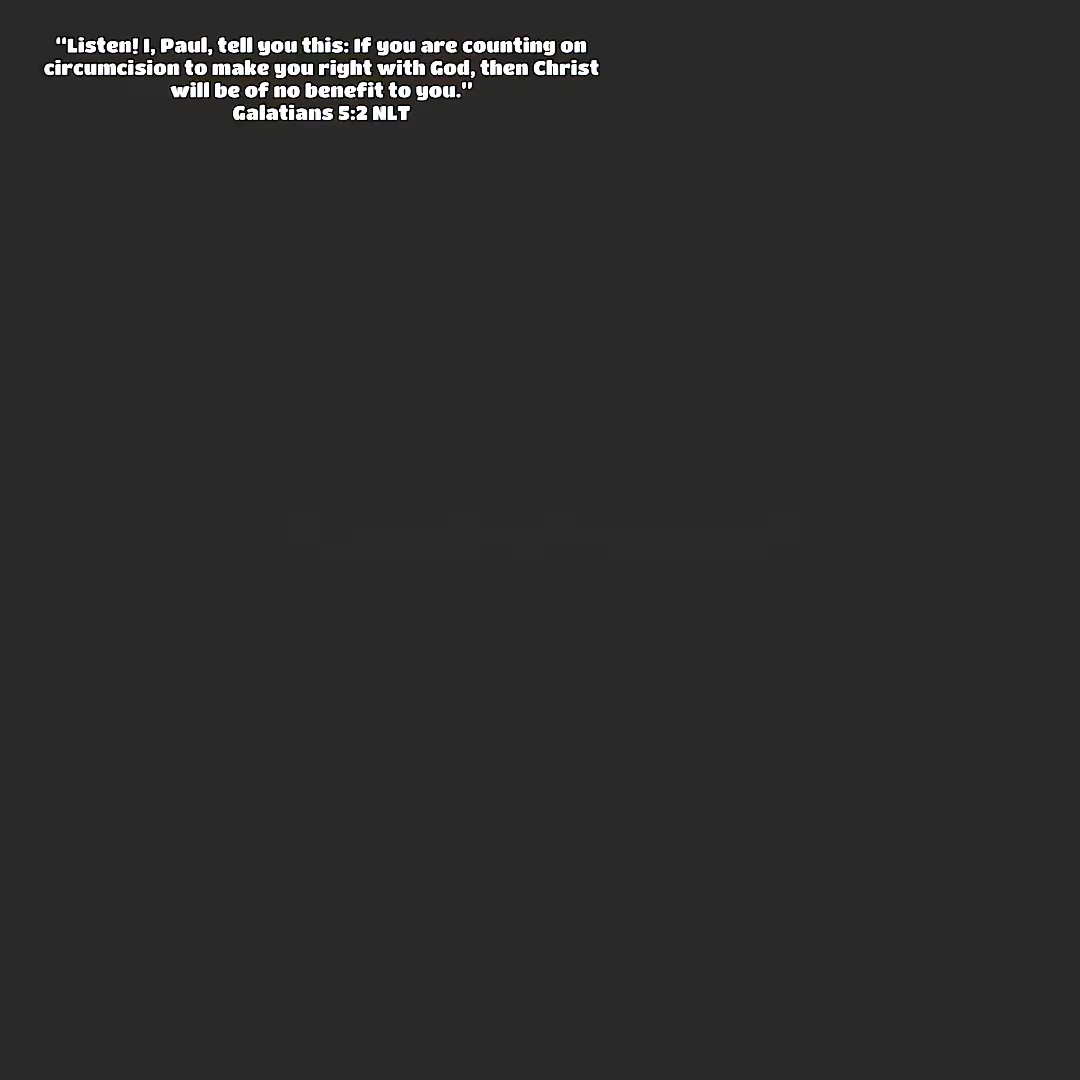 “Listen! I, Paul, tell you this: If you are counting on
circumcision to make you right with God, then Christ
will be of no benefit to you.”
Galatians 5:2 NLT